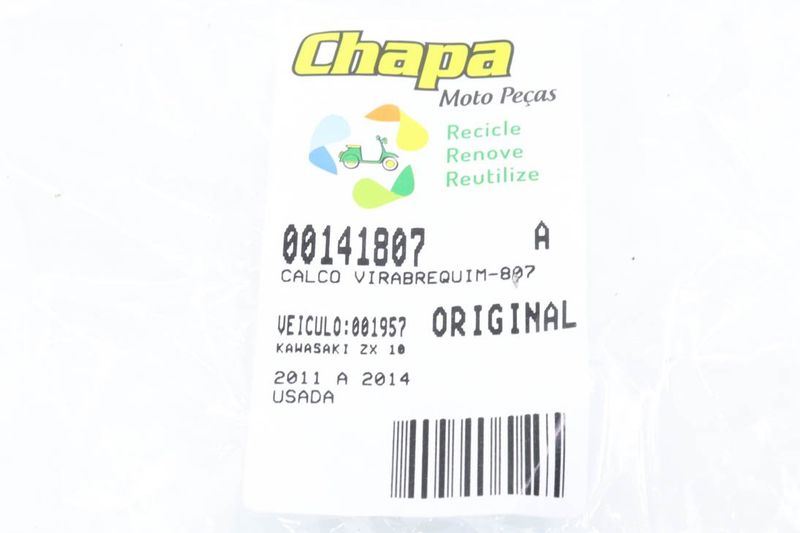 Chapa
Moto Peças
Recicle
Renove
Reutilize
00141807 A
CALCO VIRABREQUIM-807
VEICULO:001957 ORIGINAL
KAWASAKI ZX 10
2011 A 2014
USADA